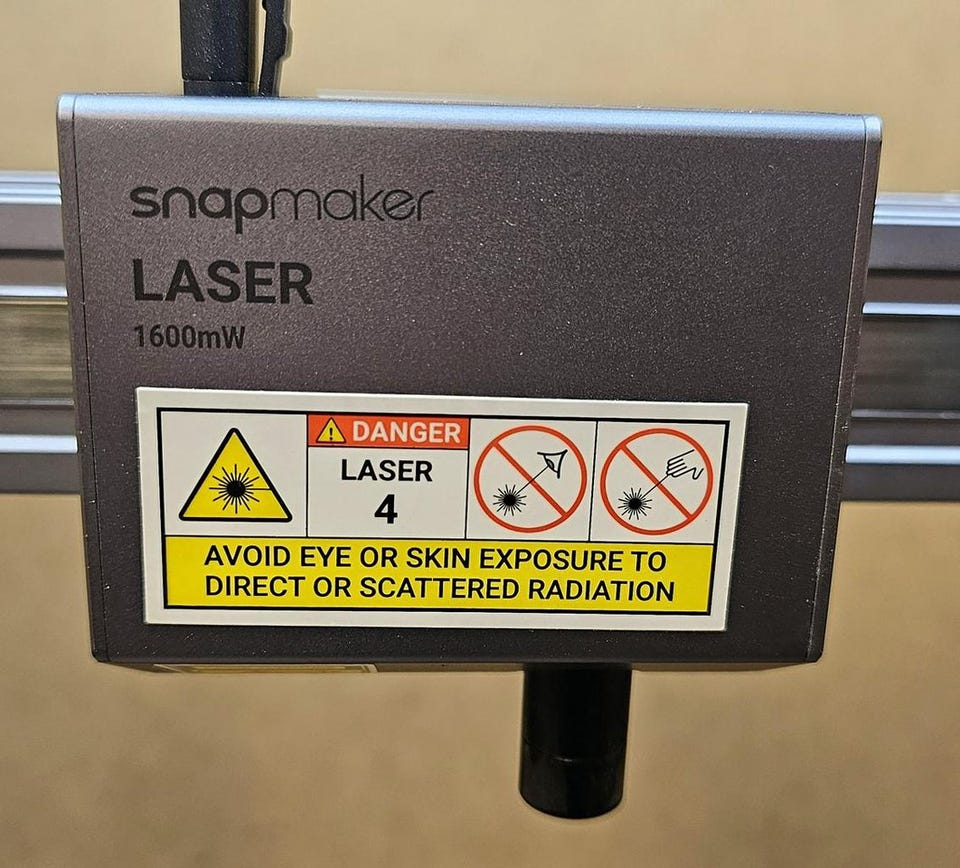 snapmaker
LASER
1600mW
DANGER
LASER
4
AVOID EYE OR SKIN EXPOSURE TO
DIRECT OR SCATTERED RADIATION